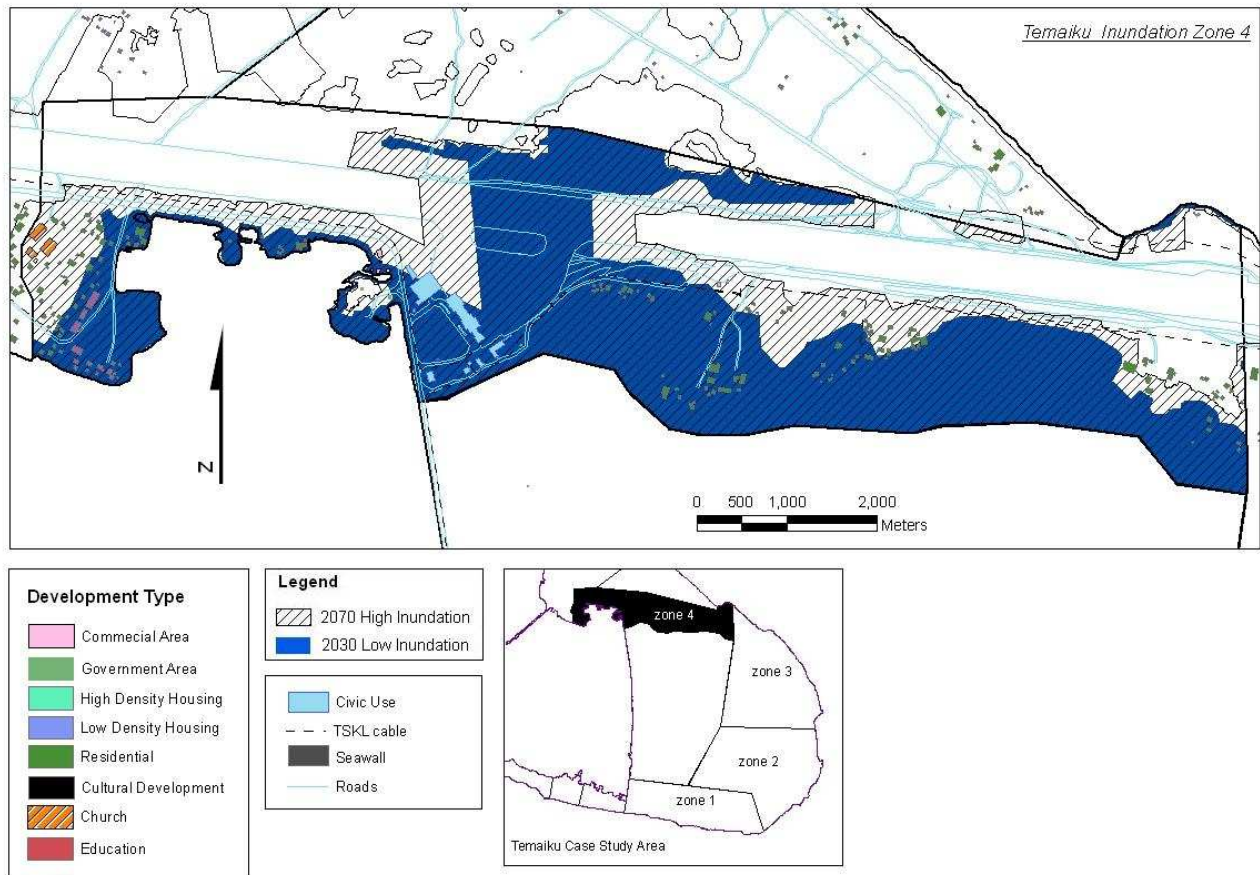 Temaiku Inundation Zone 4
N
0 500 1,000 2,000
Meters
Development Type
Commecial Area
Government Area
High Density Housing
Low Density Housing
Residential
Cultural Development
Church
Education
Legend
2070 High Inundation
2030 Low Inundation
Civic Use
TSKL cable
Seawall
Roads
zone 4
zone 3
zone 2
zone 1
Temaiku Case Study Area